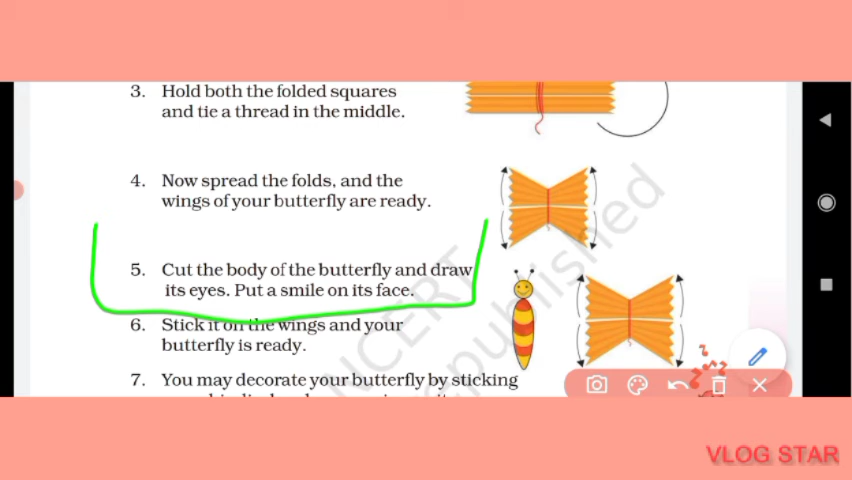 3. Hold both the folded squares
and tie a thread in the middle.
4. Now spread the folds, and the
wings of your butterfly are ready.
5. Cut the body of the butterfly and draw
its eyes. Put a smile on its face.
6. Stick it on the wings and your
butterfly is ready.
7. You may decorate your butterfly by sticking
NCERT
republished
VLOG STAR